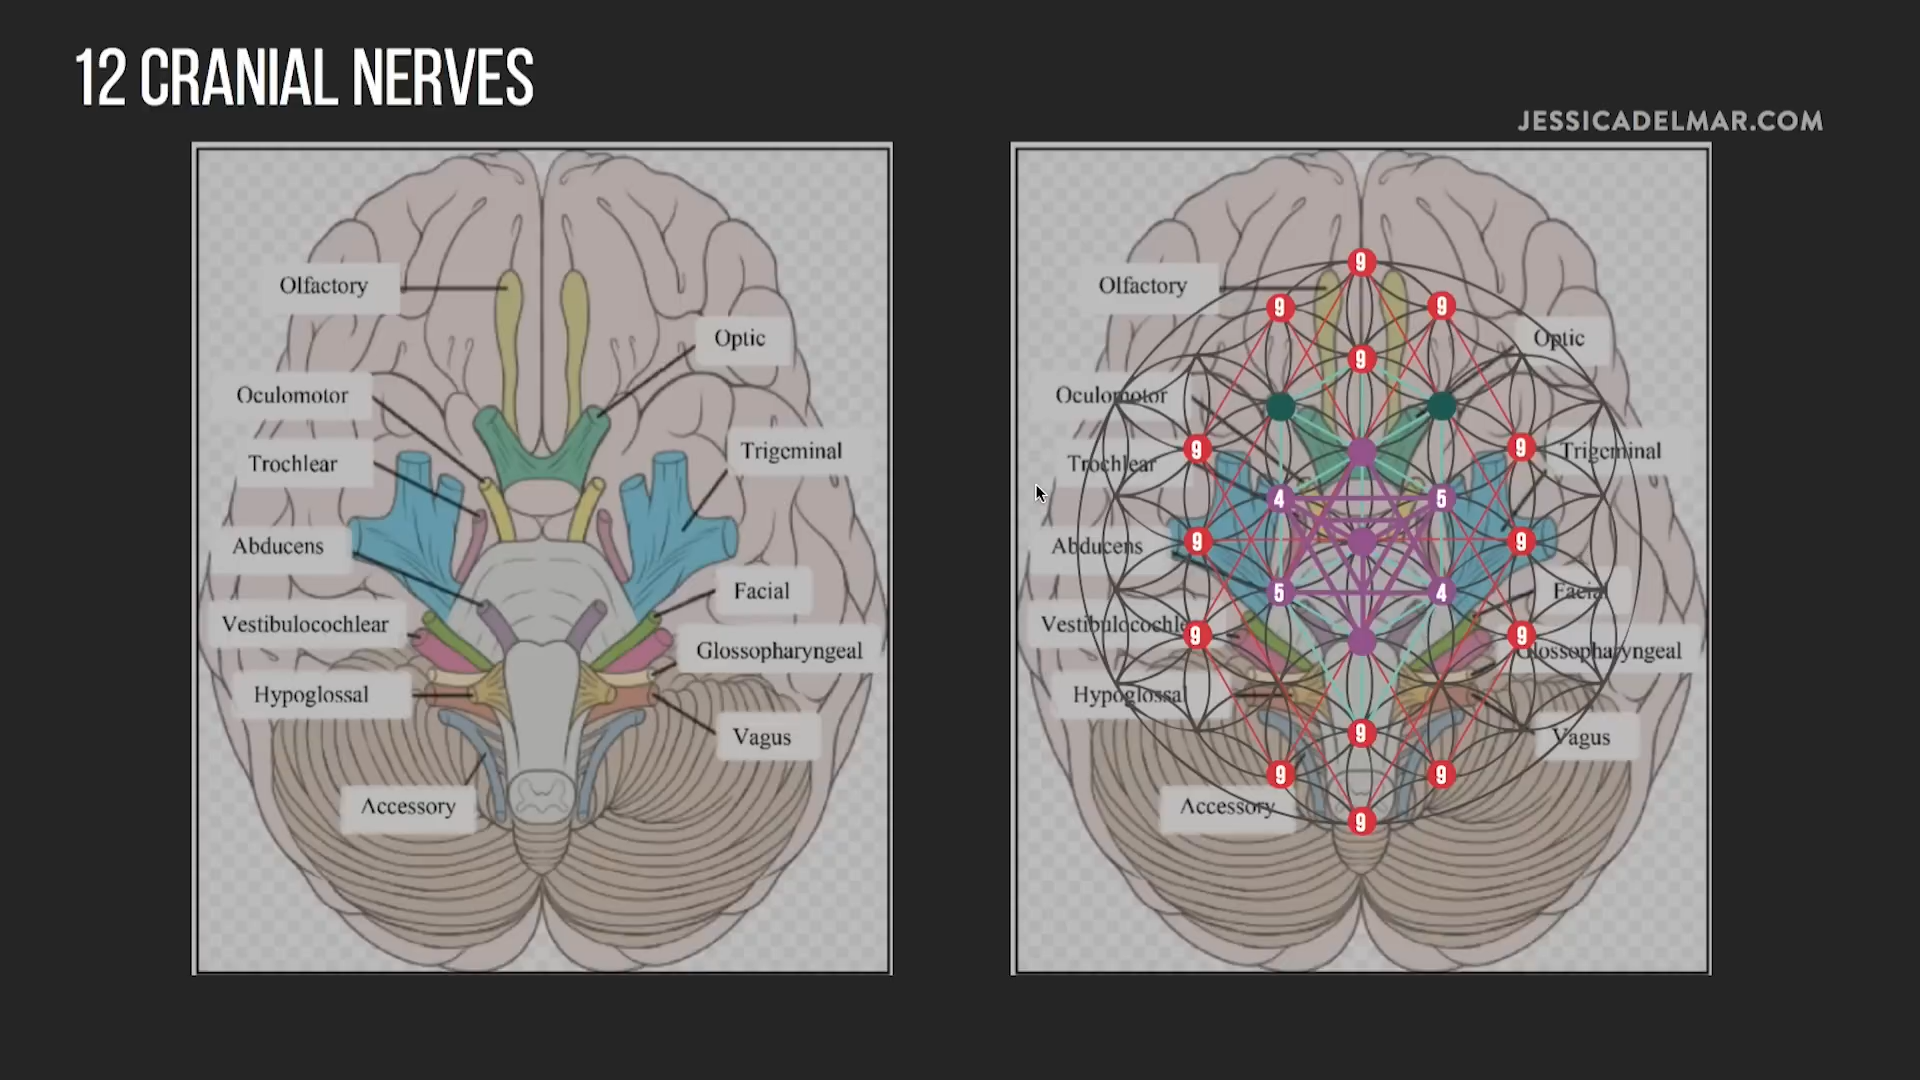 12 CRANIAL NERVES
JESSICADELMAR.COM
Olfactory
Optic
Oculomotor
Trigeminal
Trochlear
Abducens
Facial
Vestibulocochlear
Glossopharyngeal
Hypoglossal
Vagus
Accessory
9
9 9
Olfactory
Optic
9
Oculomotor
9 9
Trigeminal
Trochlear
4 5
9 9
Abducens
5 4
Facial
Vestibulocochle
9 9
Glossopharyngeal
Hypoglossal
9
Vagus
9 9
Accessory
9